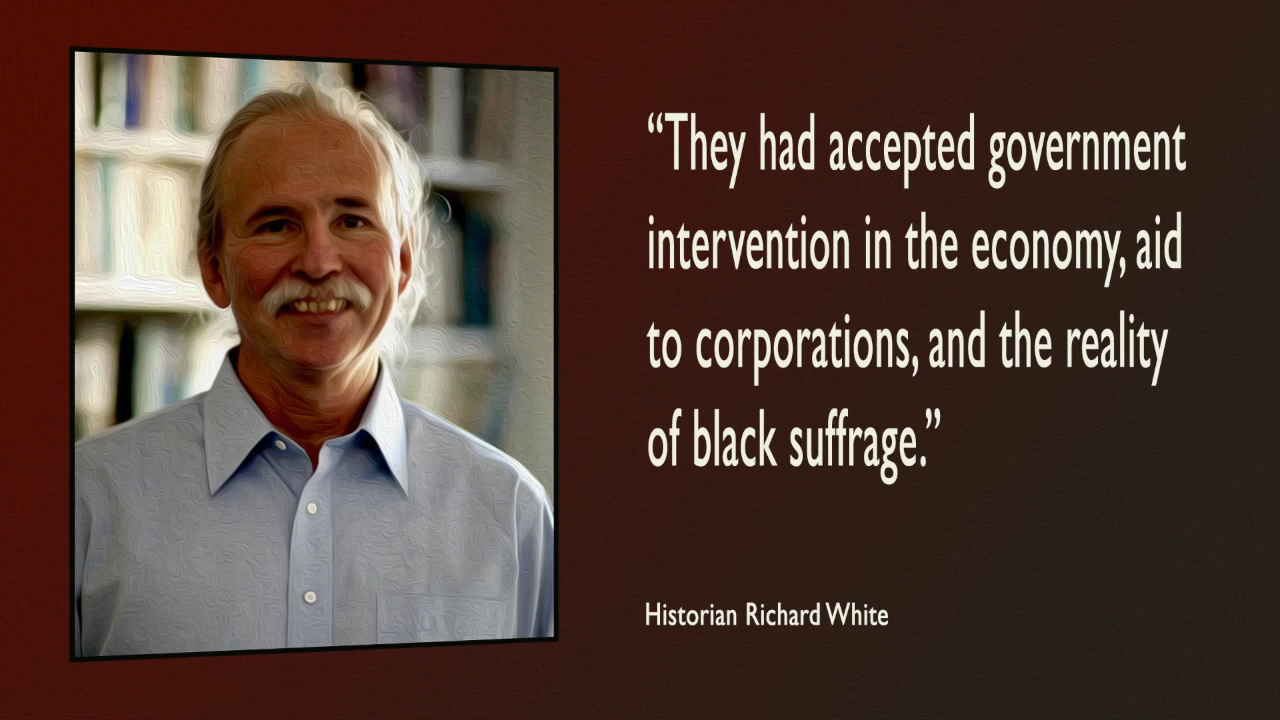 “They had accepted government
intervention in the economy, aid
to corporations, and the reality
of black suffrage.”
Historian Richard White